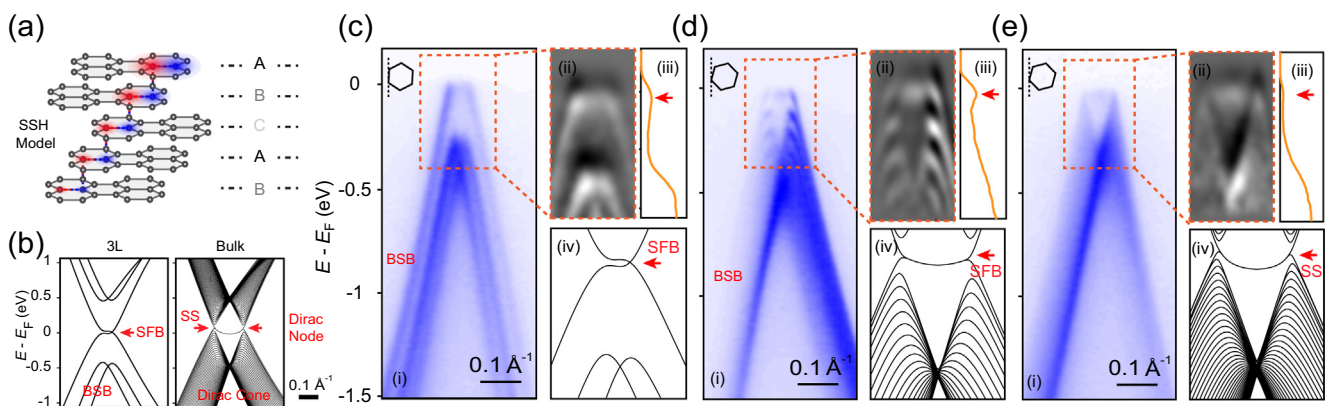 (a)
A
B
SSH
Model
C
A
B
(b)
3L
Bulk
E - E_F (eV)
1
0.5
0
-0.5
-1
SFB
BSB
SS
Dirac
Node
Dirac Cone
0.1 Å⁻¹
(c)
E - E_F (eV)
0
-0.5
-1
-1.5
BSB
(i)
0.1 Å⁻¹
(ii)
(iii)
(iv)
SFB
(d)
BSB
(i)
0.1 Å⁻¹
(ii)
(iii)
(iv)
SFB
(e)
(i)
0.1 Å⁻¹
(ii)
(iii)
(iv)
SS